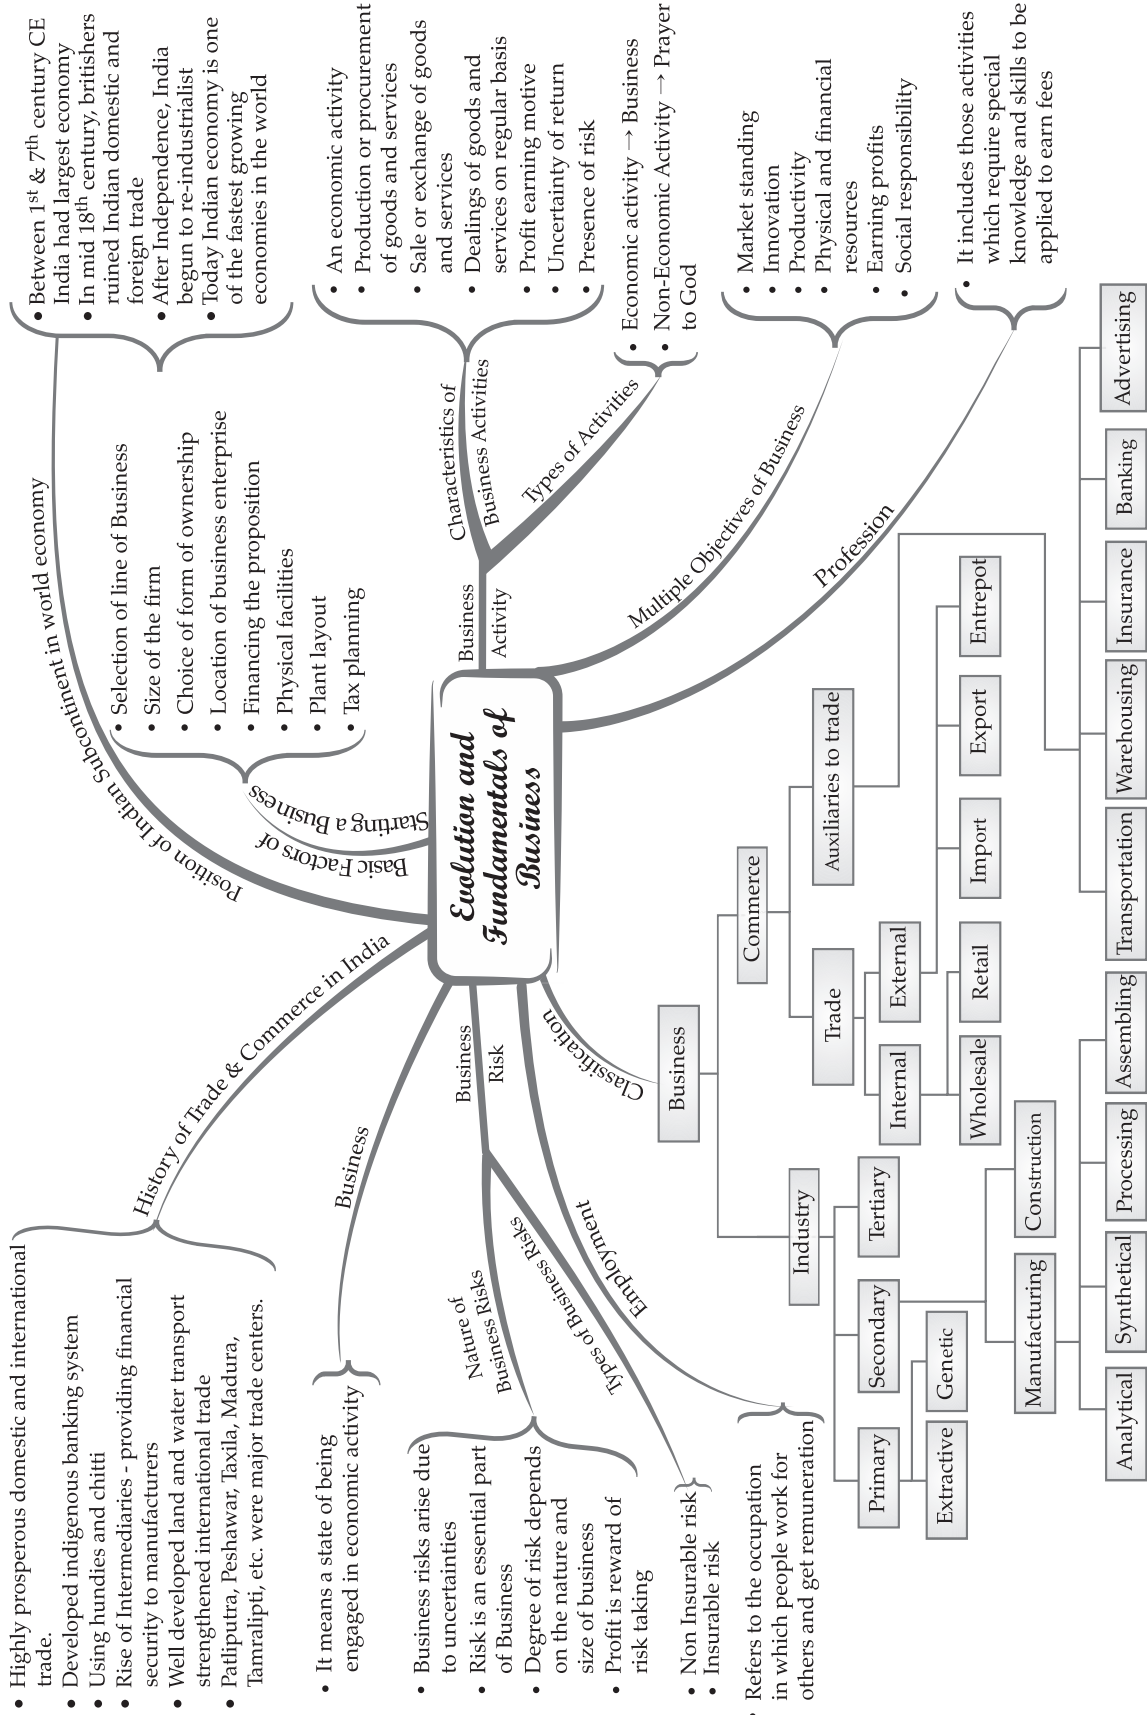 Evolution and
Fundamentals of
Business
History of Trade & Commerce in India
• Highly prosperous domestic and international
trade.
• Developed indigenous banking system
• Using hundies and chitti
• Rise of Intermediaries - providing financial
security to manufacturers
• Well developed land and water transport
strengthened international trade
• Patliputra, Peshawar, Taxila, Madura,
Tamralipti, etc. were major trade centers.
Position of Indian Subcontinent in world economy
• Between 1st & 7th century CE
India had largest economy
• In mid 18th century, britishers
ruined Indian domestic and
foreign trade
• After Independence, India
begun to re-industrialist
• Today Indian economy is one
of the fastest growing
economies in the world
Basic Factors of
Starting a Business
• Selection of line of Business
• Size of the firm
• Choice of form of ownership
• Location of business enterprise
• Financing the proposition
• Physical facilities
• Plant layout
• Tax planning
Business
Activity
Characteristics of
Business Activities
• An economic activity
• Production or procurement
of goods and services
• Sale or exchange of goods
and services
• Dealings of goods and
services on regular basis
• Profit earning motive
• Uncertainty of return
• Presence of risk
Types of Activities
• Economic activity → Business
• Non-Economic Activity → Prayer
to God
Multiple Objectives of Business
• Market standing
• Innovation
• Productivity
• Physical and financial
resources
• Earning profits
• Social responsibility
Profession
• It includes those activities
which require special
knowledge and skills to be
applied to earn fees
Business
• It means a state of being
engaged in economic activity
Business
Risk
Nature of
Business Risks
• Business risks arise due
to uncertainties
• Risk is an essential part
of Business
• Degree of risk depends
on the nature and
size of business
• Profit is reward of
risk taking
Types of Business Risks
• Non Insurable risk
• Insurable risk
Employment
• Refers to the occupation
in which people work for
others and get remuneration
Classification
Business
Industry
Commerce
Primary
Secondary
Tertiary
Trade
Auxiliaries to trade
Extractive
Genetic
Internal
External
Manufacturing
Construction
Wholesale
Retail
Import
Export
Entrepot
Analytical
Synthetical
Processing
Assembling
Transportation
Warehousing
Insurance
Banking
Advertising